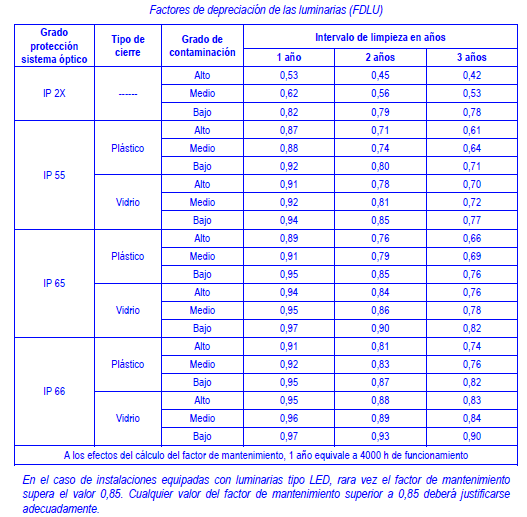 Factores de depreciación de las luminarias (FDLU)
Grado protección sistema óptico | Tipo de cierre | Grado de contaminación | Intervalo de limpieza en años
1 año | 2 años | 3 años
IP 2X | ------ | Alto | 0,53 | 0,45 | 0,42
Medio | 0,62 | 0,56 | 0,53
Bajo | 0,82 | 0,79 | 0,78
IP 55 | Plástico | Alto | 0,87 | 0,71 | 0,61
Medio | 0,88 | 0,74 | 0,64
Bajo | 0,92 | 0,80 | 0,71
Vidrio | Alto | 0,91 | 0,78 | 0,70
Medio | 0,92 | 0,81 | 0,72
Bajo | 0,94 | 0,85 | 0,77
IP 65 | Plástico | Alto | 0,89 | 0,76 | 0,66
Medio | 0,91 | 0,79 | 0,69
Bajo | 0,95 | 0,85 | 0,76
Vidrio | Alto | 0,94 | 0,84 | 0,76
Medio | 0,95 | 0,86 | 0,78
Bajo | 0,97 | 0,90 | 0,82
IP 66 | Plástico | Alto | 0,91 | 0,81 | 0,74
Medio | 0,92 | 0,83 | 0,76
Bajo | 0,95 | 0,87 | 0,82
Vidrio | Alto | 0,95 | 0,88 | 0,83
Medio | 0,96 | 0,89 | 0,84
Bajo | 0,97 | 0,93 | 0,90
A los efectos del cálculo del factor de mantenimiento, 1 año equivale a 4000 h de funcionamiento
En el caso de instalaciones equipadas con luminarias tipo LED, rara vez el factor de mantenimiento
supera el valor 0,85. Cualquier valor del factor de mantenimiento superior a 0,85 deberá justificarse
adecuadamente.